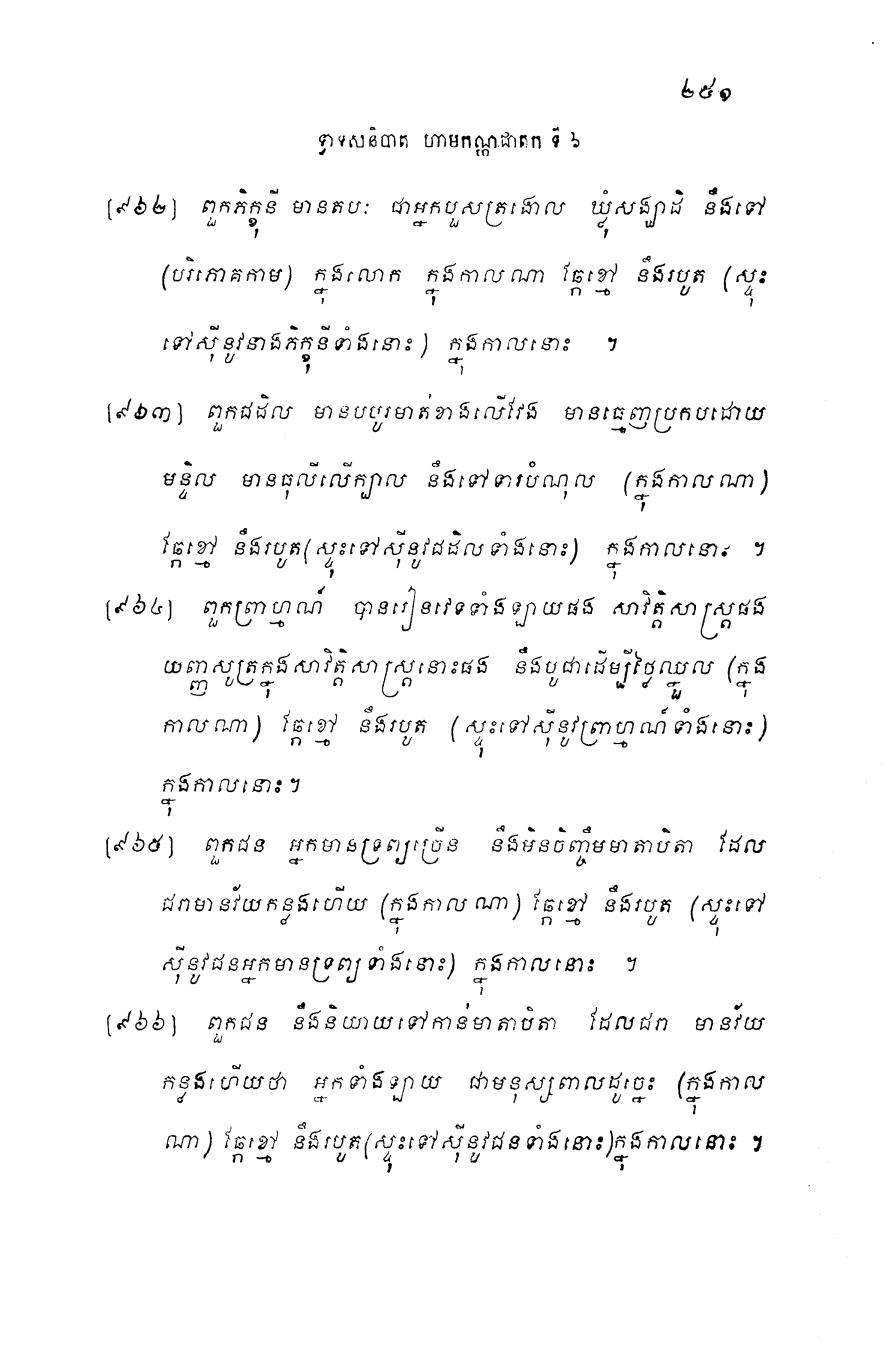 ២៥១
ទ្វាទសនិបាត ហាមកណ្ណជាតក ទី ៦
[៩៦២] ពួកភិក្ខុនី មានតបៈ ជាអ្នកបួសត្រងោល ឃ្លុំសង្ឃាដិ នឹងទៅ
(បរិភោគកាម) ក្នុងលោក ក្នុងកាលណា ឆ្កែខ្មៅ នឹងរបូត (ស្ទុះ
ទៅស៊ីនូវនាងភិក្ខុនីទាំងនោះ) ក្នុងកាលនោះ ។
[៩៦៣] ពួកជដិល មានបបូរមាត់ខាងលើវែង មានធ្មេញប្រកបដោយ
មន្ទិល មានធុលីលើក្បាល នឹងទៅទារបំណុល (ក្នុងកាលណា)
ឆ្កែខ្មៅ នឹងរបូត(ស្ទុះទៅស៊ីនូវជដិលទាំងនោះ) ក្នុងកាលនោះ ។
[៩៦៤] ពួកព្រាហ្មណ៍ បានរៀនវេទទាំងឡាយផង សាវិត្តិសាស្ត្រផង
យញ្ញសូត្រក្នុងសាវិត្តិសាស្ត្រនោះផង នឹងបូជាដើម្បីថ្លៃឈ្នួល (ក្នុង
កាលណា) ឆ្កែខ្មៅ នឹងរបូត (ស្ទុះទៅស៊ីនូវព្រាហ្មណ៍ទាំងនោះ)
ក្នុងកាលនោះ។
[៩៦៥] ពួកជន អ្នកមានទ្រព្យច្រើន នឹងមិនចិញ្ចឹមមាតាបិតា ដែល
ជរាមានវ័យកន្លងហើយ (ក្នុងកាលណា) ឆ្កែខ្មៅ នឹងរបូត (ស្ទុះទៅ
ស៊ីនូវជនអ្នកមានទ្រព្យទាំងនោះ) ក្នុងកាលនោះ ។
[៩៦៦] ពួកជន នឹងនិយាយទៅកាន់មាតាបិតា ដែលជរា មានវ័យ
កន្លងហើយថា អ្នកទាំងឡាយ ជាមនុស្សពាលដូច្នេះ (ក្នុងកាល
ណា) ឆ្កែខ្មៅ នឹងរបូត(ស្ទុះទៅស៊ីនូវជនទាំងនោះ)ក្នុងកាលនោះ ។